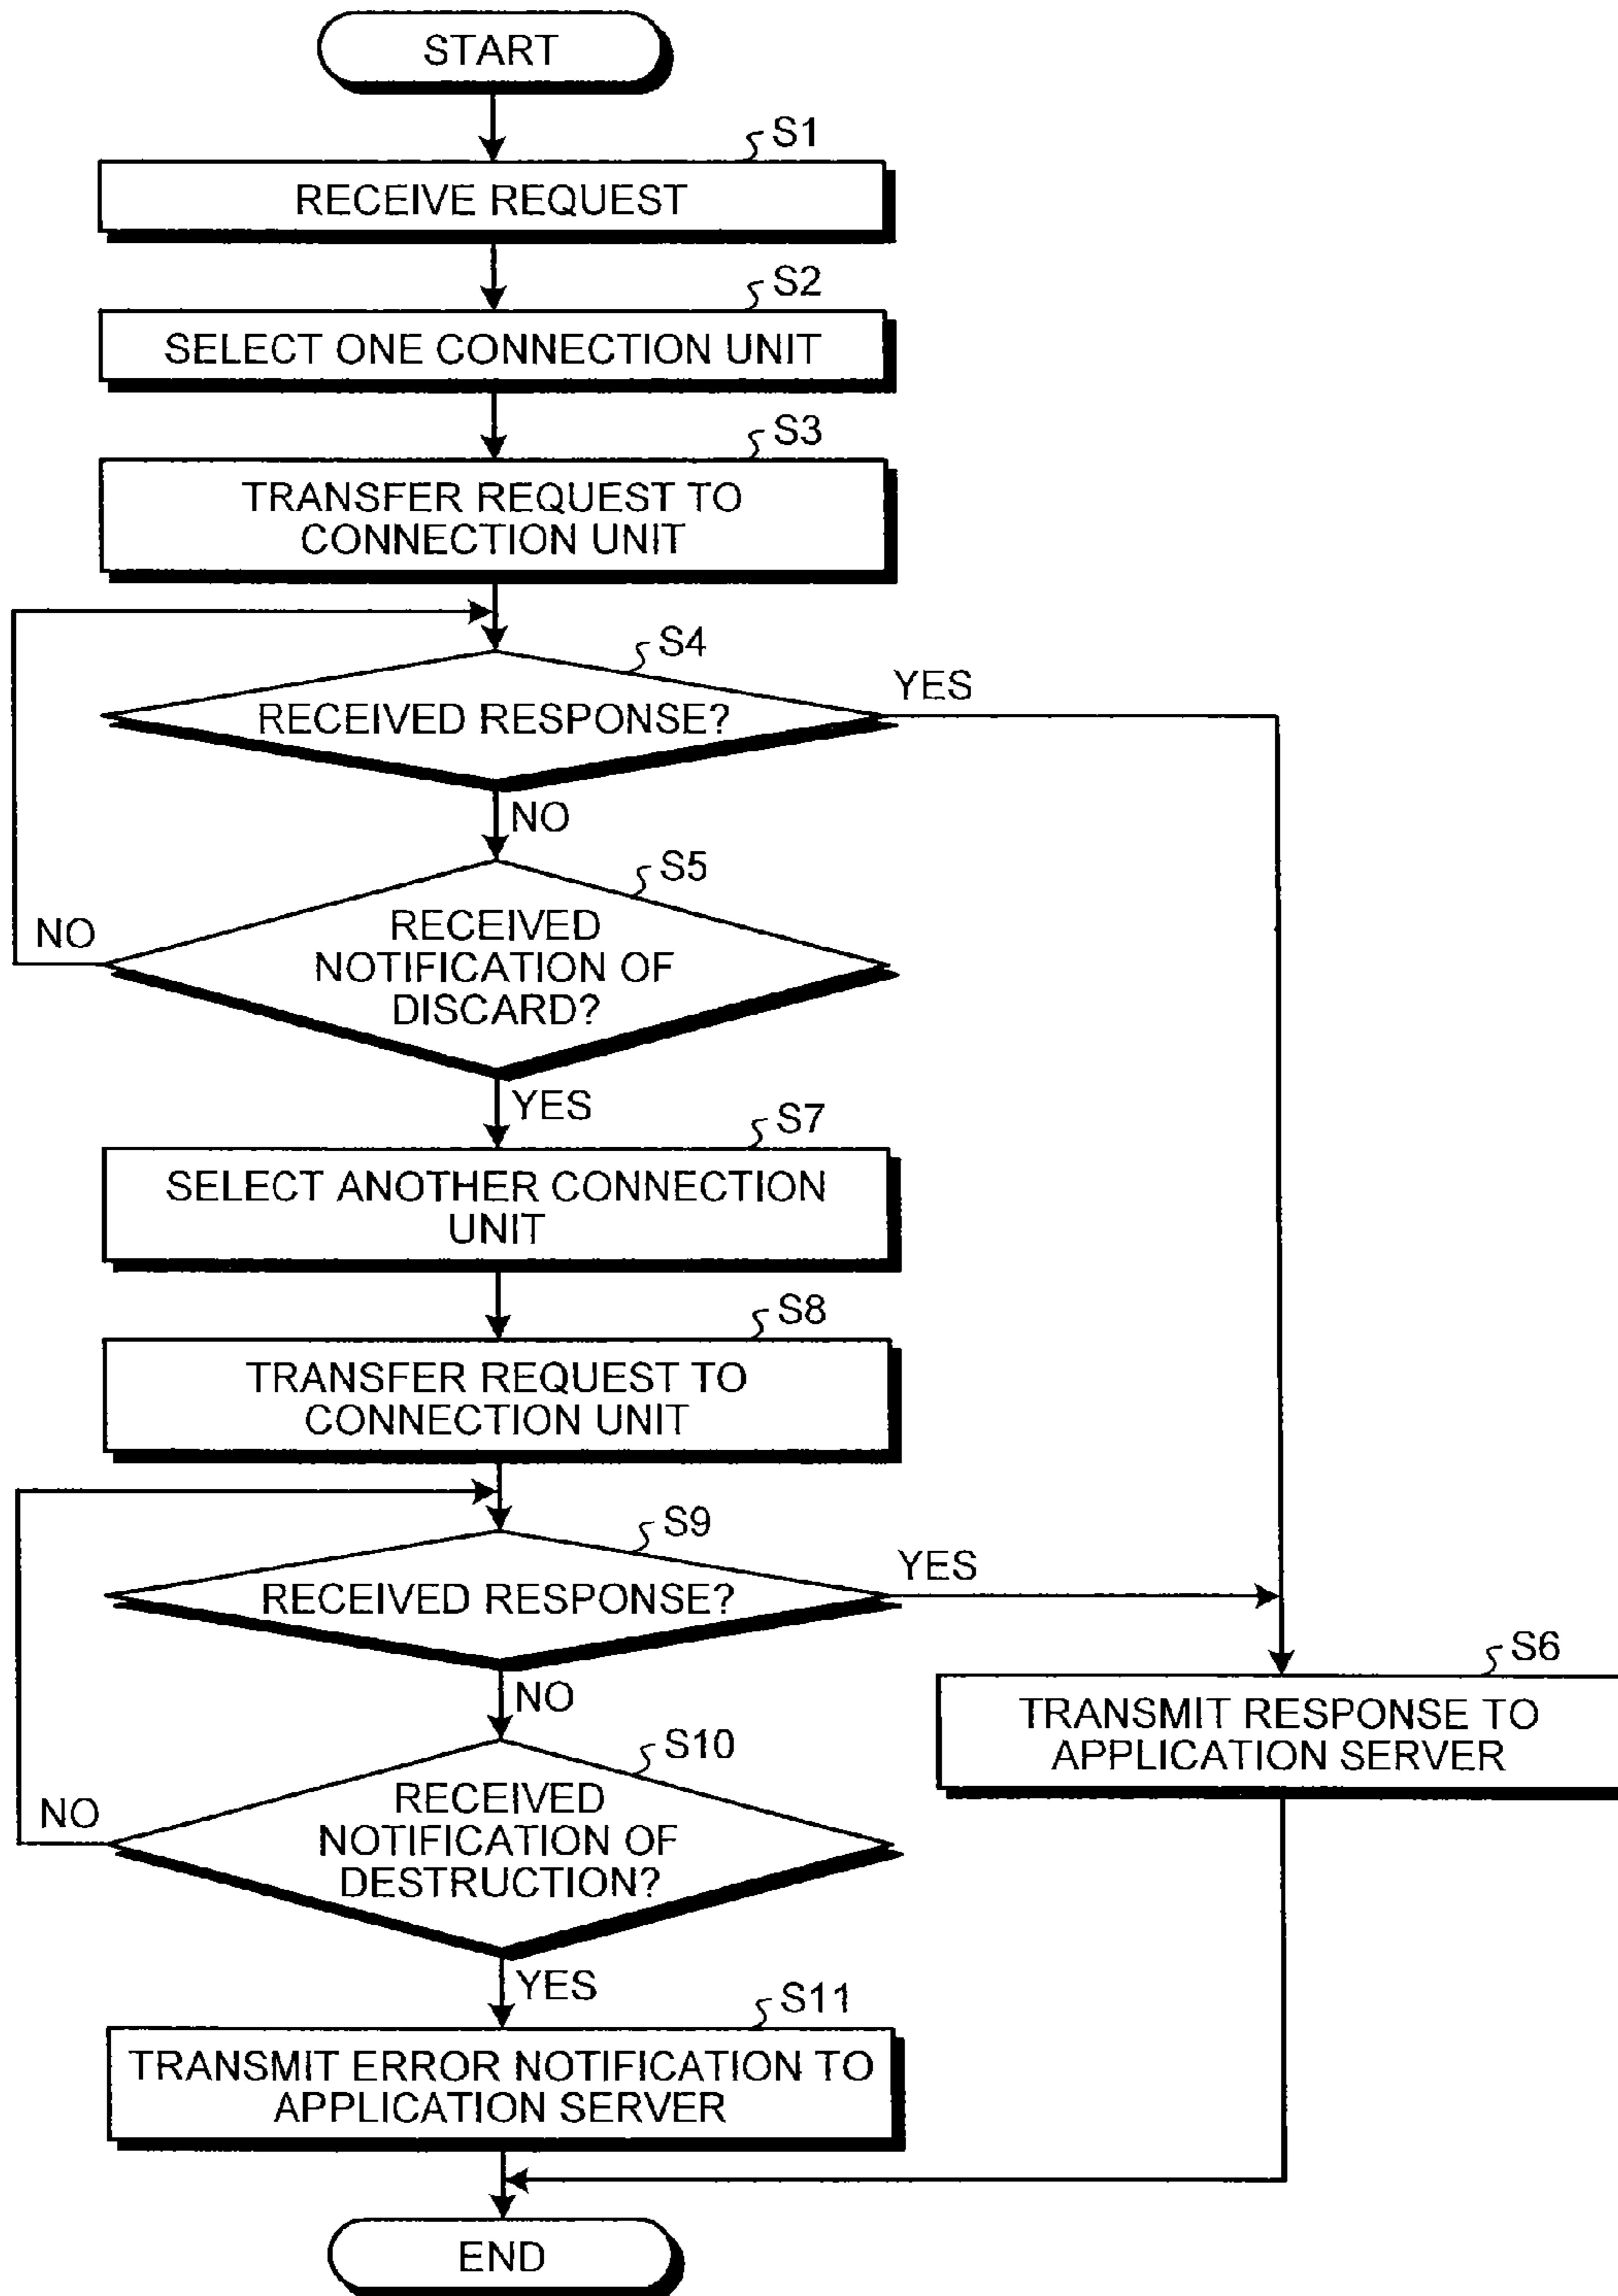 START
S1
RECEIVE REQUEST
S2
SELECT ONE CONNECTION UNIT
S3
TRANSFER REQUEST TO
CONNECTION UNIT
S4
YES
RECEIVED RESPONSE?
NO
S5
NO
RECEIVED
NOTIFICATION OF
DISCARD?
YES
S7
SELECT ANOTHER CONNECTION
UNIT
S8
TRANSFER REQUEST TO
CONNECTION UNIT
S9
YES
RECEIVED RESPONSE?
NO
S6
TRANSMIT RESPONSE TO
APPLICATION SERVER
S10
NO
RECEIVED
NOTIFICATION OF
DESTRUCTION?
YES
S11
TRANSMIT ERROR NOTIFICATION TO
APPLICATION SERVER
END